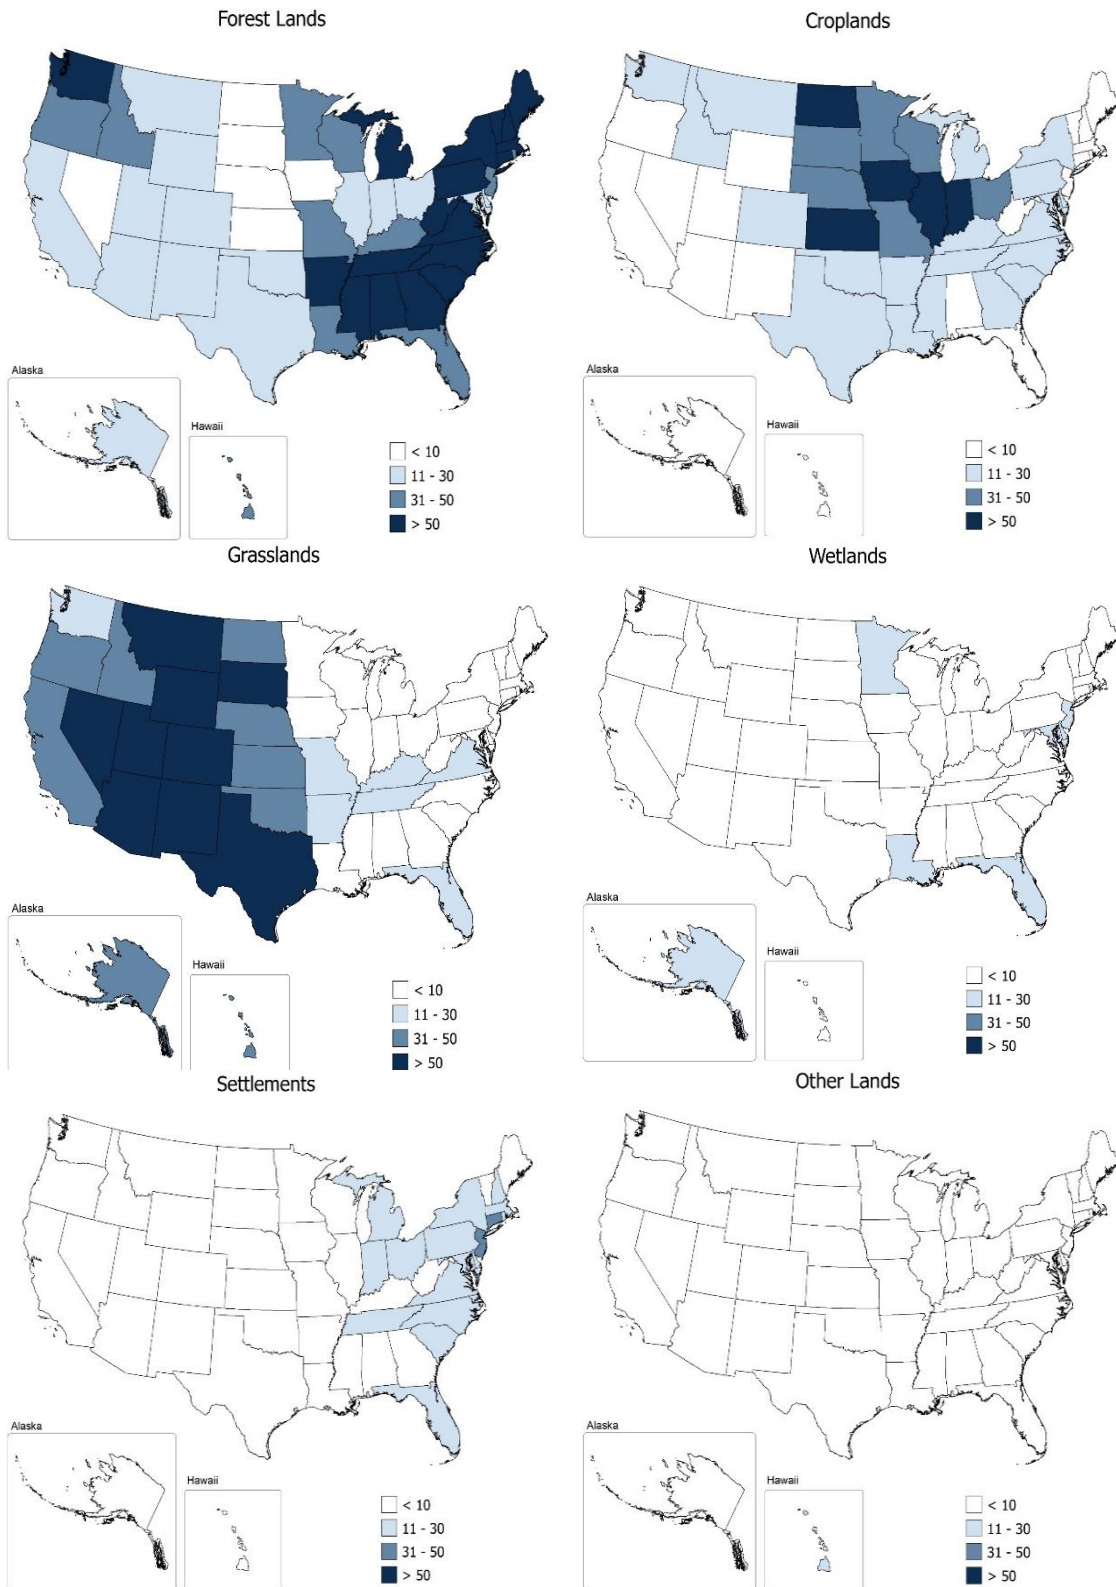 Forest Lands
Alaska
Hawaii
< 10
11 - 30
31 - 50
> 50
Croplands
Alaska
Hawaii
< 10
11 - 30
31 - 50
> 50
Grasslands
Alaska
Hawaii
< 10
11 - 30
31 - 50
> 50
Wetlands
Alaska
Hawaii
< 10
11 - 30
31 - 50
> 50
Settlements
Alaska
Hawaii
< 10
11 - 30
31 - 50
> 50
Other Lands
Alaska
Hawaii
< 10
11 - 30
31 - 50
> 50